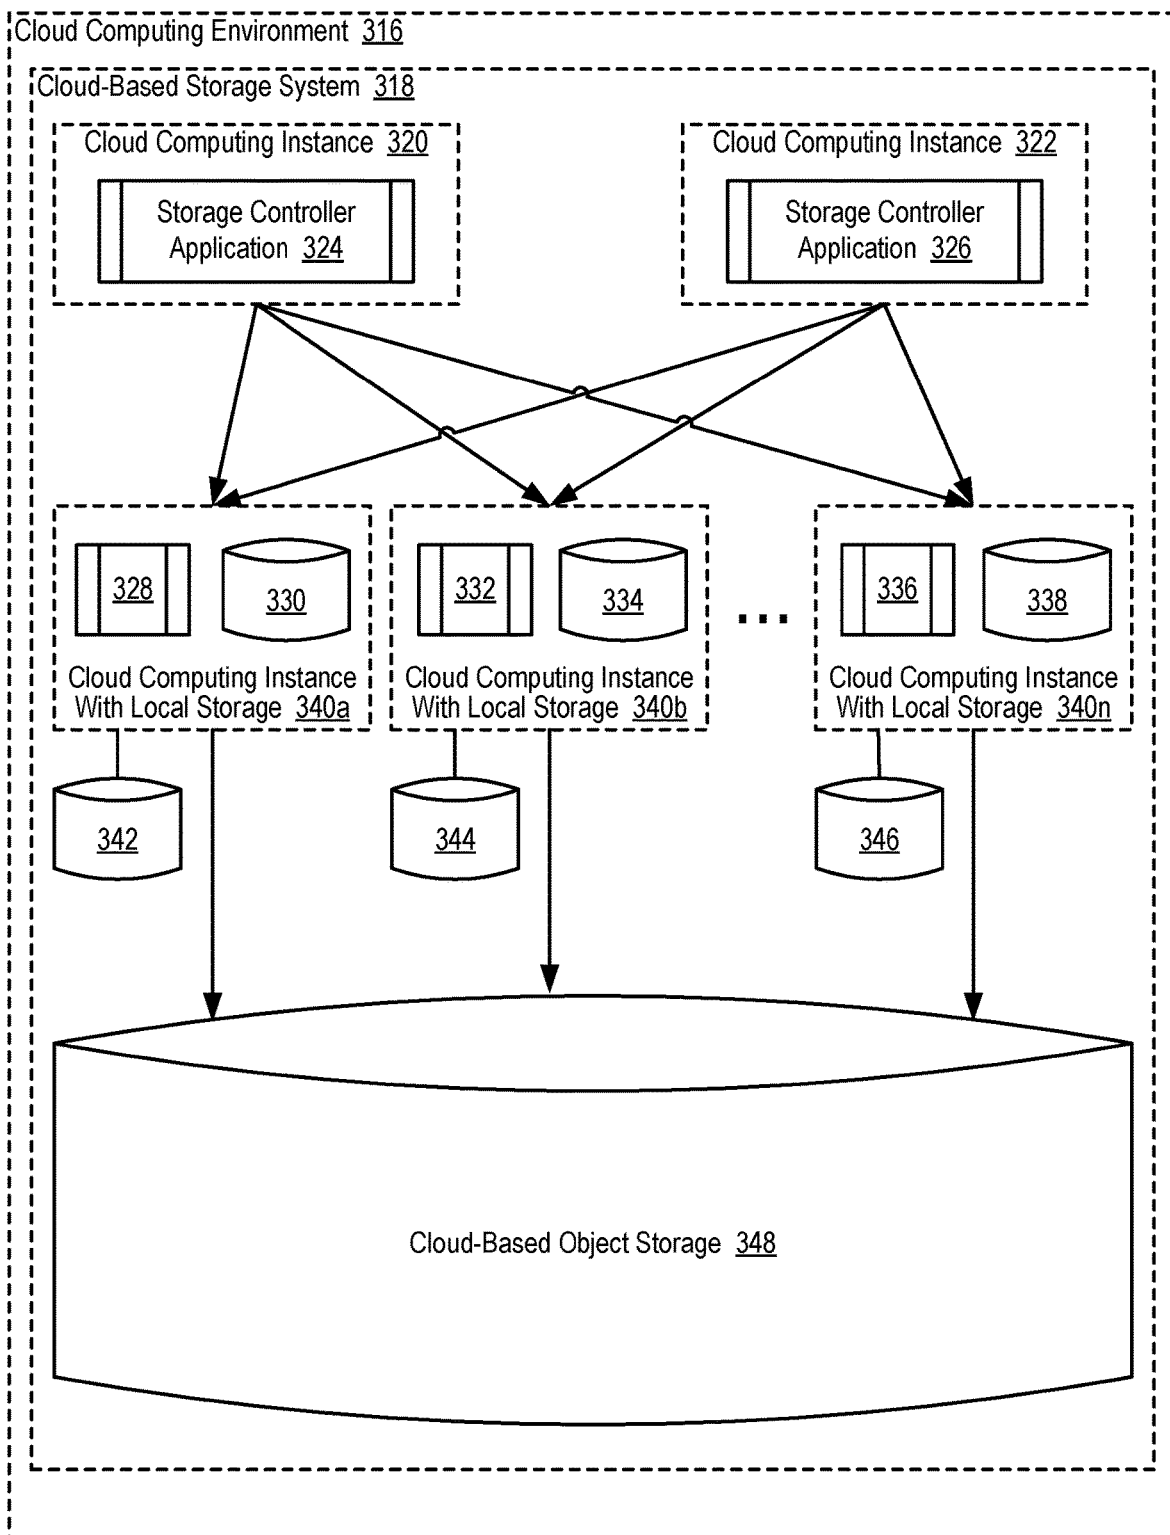 Cloud Computing Environment 316
Cloud-Based Storage System 318
Cloud Computing Instance 320
Storage Controller
Application 324
Cloud Computing Instance 322
Storage Controller
Application 326
328
330
Cloud Computing Instance
With Local Storage 340a
332
334
Cloud Computing Instance
With Local Storage 340b
...
336
338
Cloud Computing Instance
With Local Storage 340n
342
344
346
Cloud-Based Object Storage 348